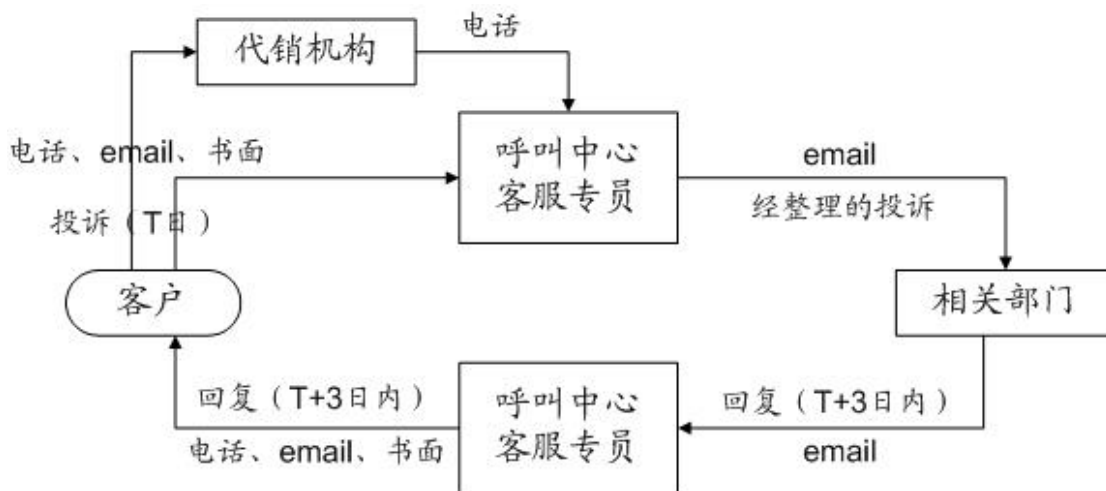 代销机构
电话
电话、email、书面
呼叫中心
客服专员
email
经整理的投诉
投诉（T日）
客户
相关部门
回复（T+3日内）
电话、email、书面
呼叫中心
客服专员
回复（T+3日内）
email